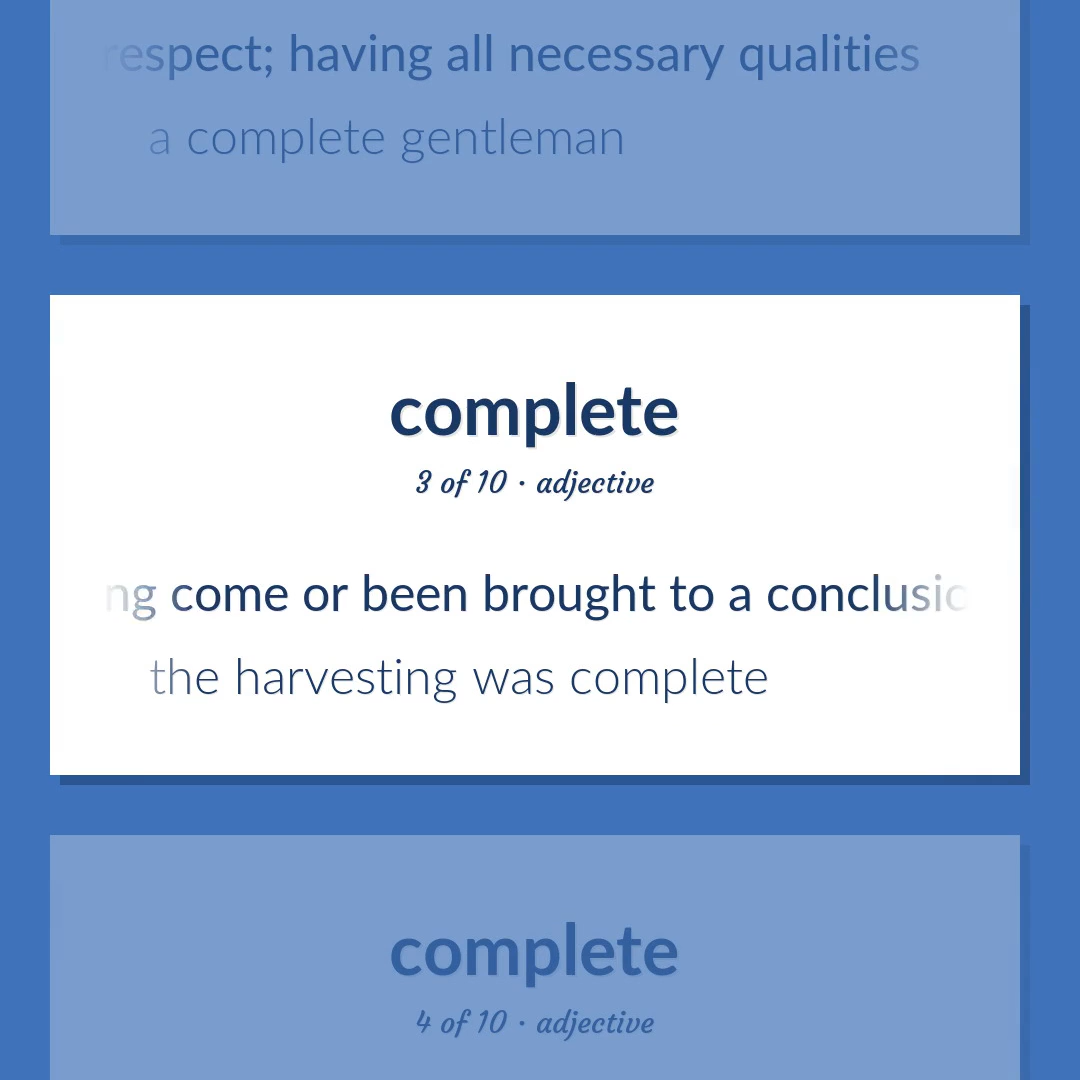 respect; having all necessary qualities
a complete gentleman
complete
3 of 10 · adjective
come or been brought to a
the harvesting was complete
complete
4 of 10 · adjective